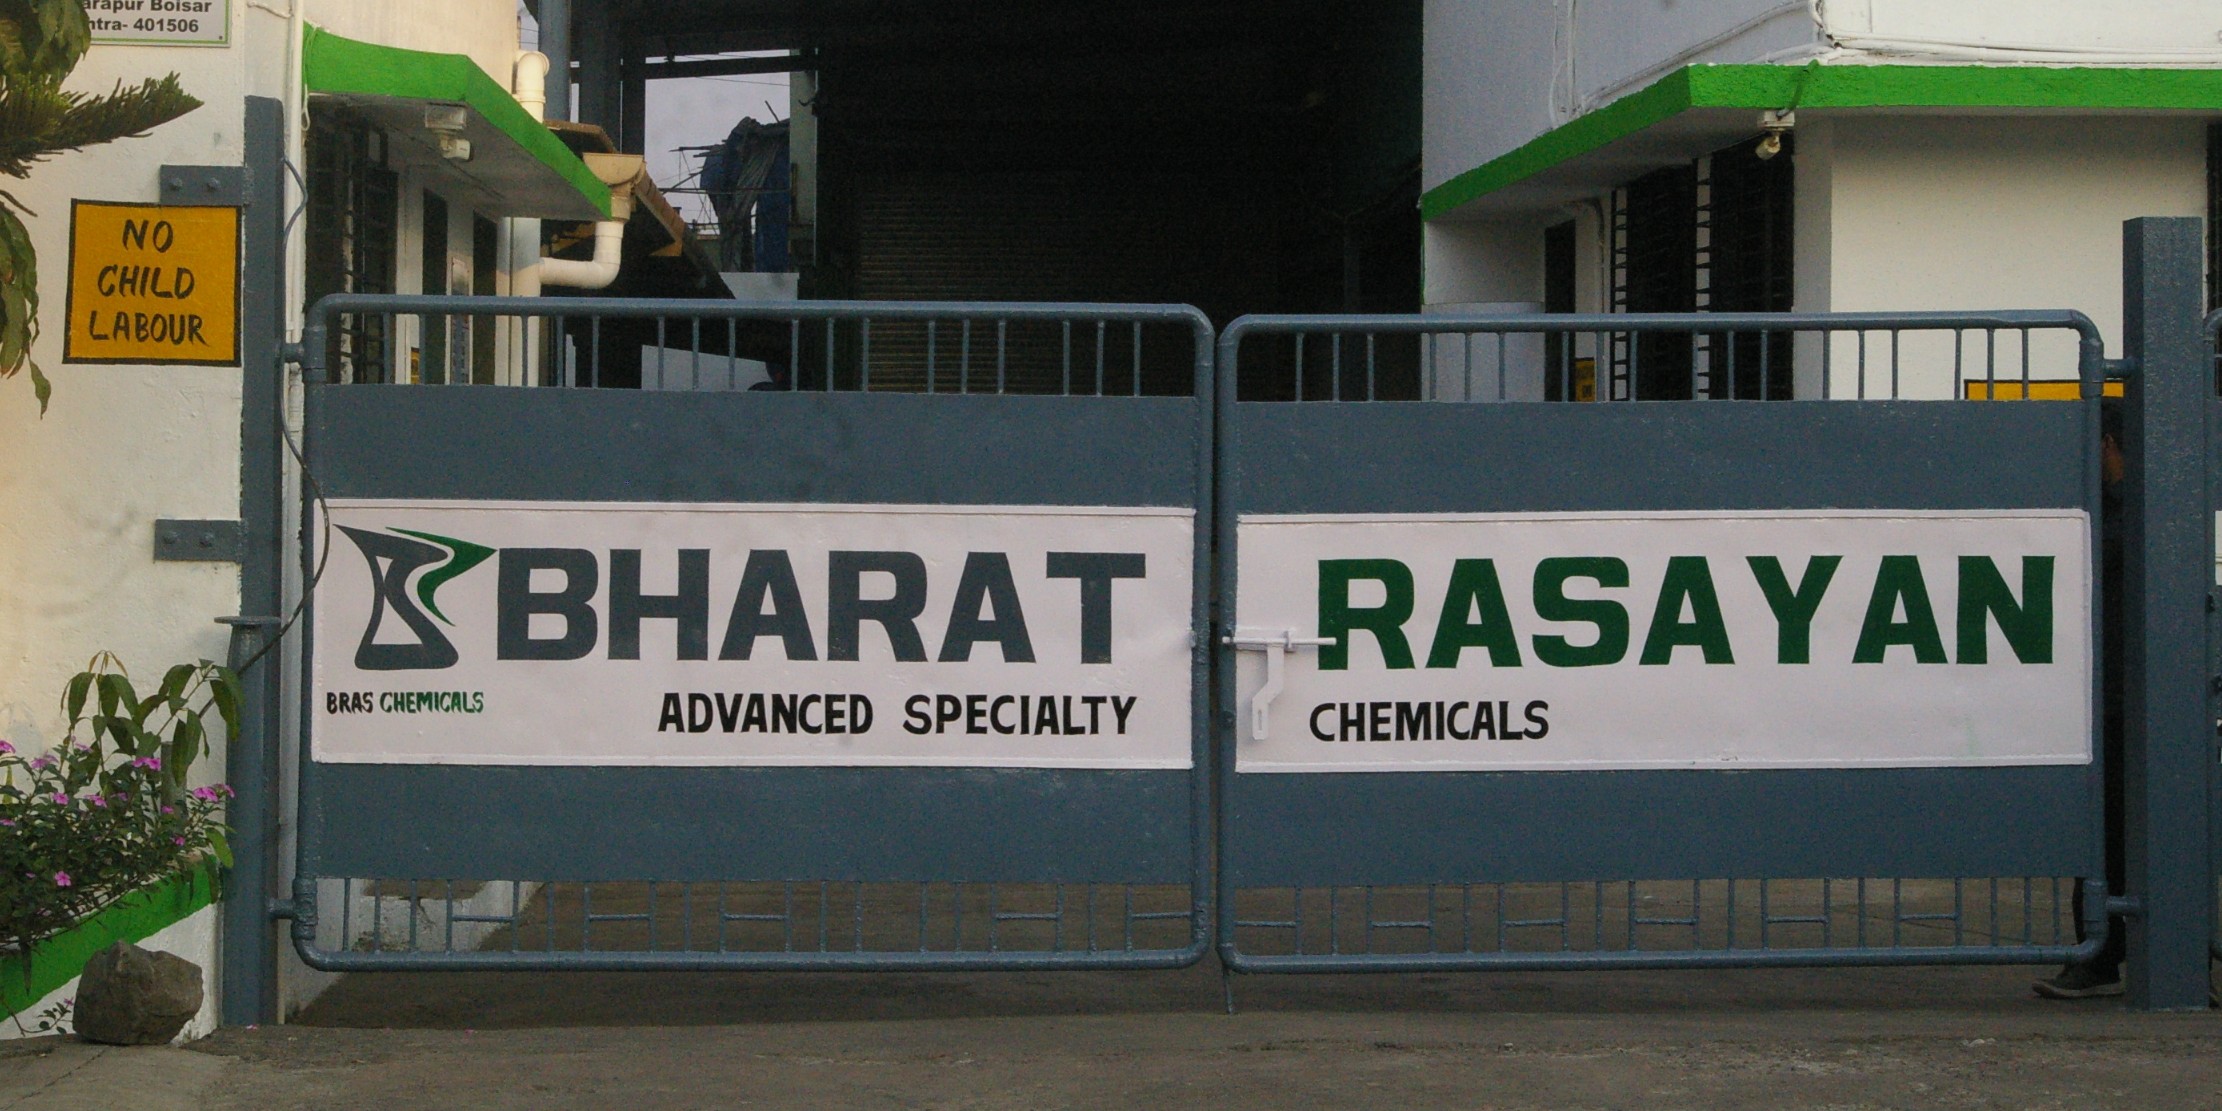 arapur Boisar
ntra- 401506
NO
CHILD
LABOUR
BHARAT RASAYAN
BRAS CHEMICALS
ADVANCED SPECIALTY CHEMICALS